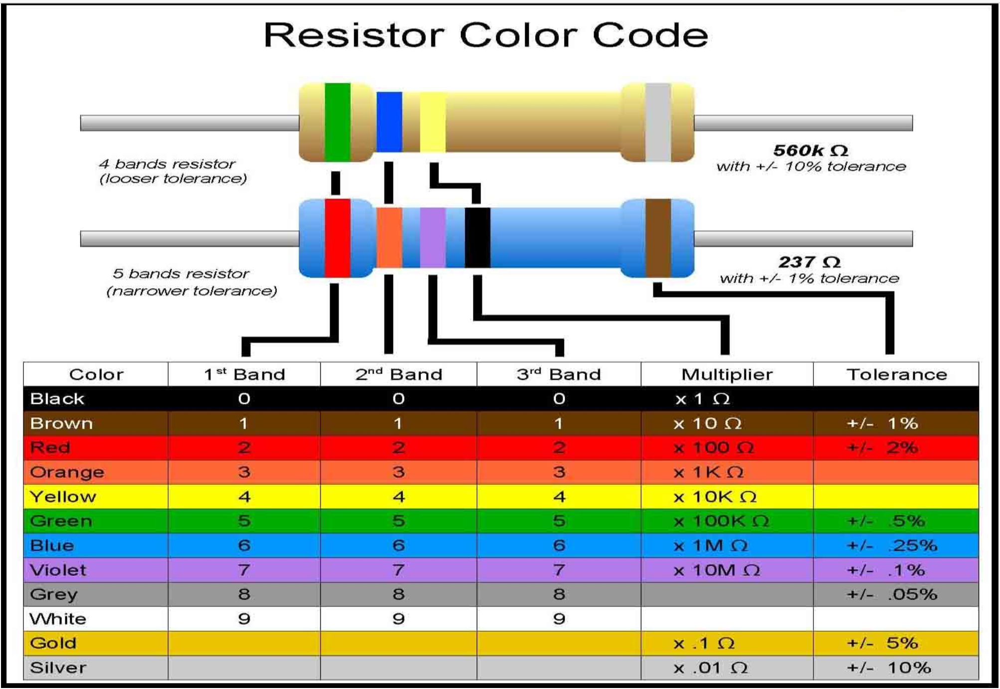 Resistor Color Code
4 bands resistor
(looser tolerance)
560k Ω
with +/- 10% tolerance
5 bands resistor
(narrower tolerance)
237 Ω
with +/- 1% tolerance
Color 1st Band 2nd Band 3rd Band Multiplier Tolerance
Black 0 0 0 x 1 Ω
Brown 1 1 1 x 10 Ω +/- 1%
Red 2 2 2 x 100 Ω +/- 2%
Orange 3 3 3 x 1K Ω
Yellow 4 4 4 x 10K Ω
Green 5 5 5 x 100K Ω +/- .5%
Blue 6 6 6 x 1M Ω +/- .25%
Violet 7 7 7 x 10M Ω +/- .1%
Grey 8 8 8 +/- .05%
White 9 9 9
Gold x .1 Ω +/- 5%
Silver x .01 Ω +/- 10%